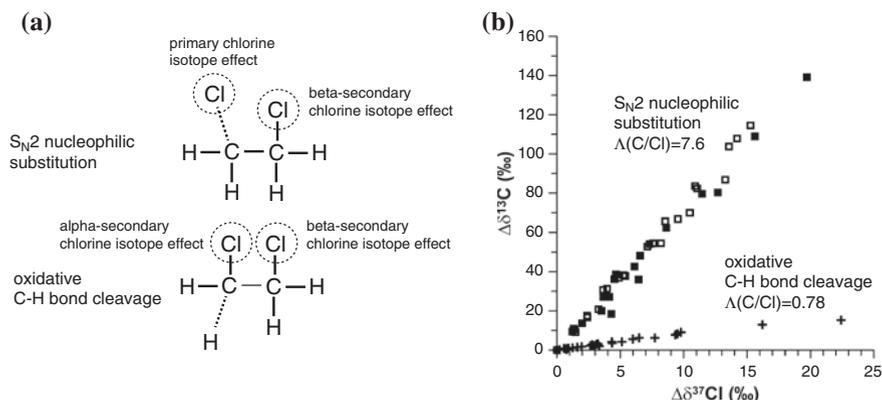 (a)
primary chlorine
isotope effect
Cl
Cl
beta-secondary
chlorine isotope effect
SN2 nucleophilic
substitution
H C C H
H H
alpha-secondary
chlorine isotope effect
beta-secondary
chlorine isotope effect
Cl Cl
oxidative
C-H bond cleavage
H C C H
H
H
(b)
160
140
120
100
80
60
40
20
0
Δδ13C (‰)
SN2 nucleophilic
substitution
Λ(C/Cl)=7.6
oxidative
C-H bond cleavage
Λ(C/Cl)=0.78
0 5 10 15 20 25
Δδ37Cl (‰)